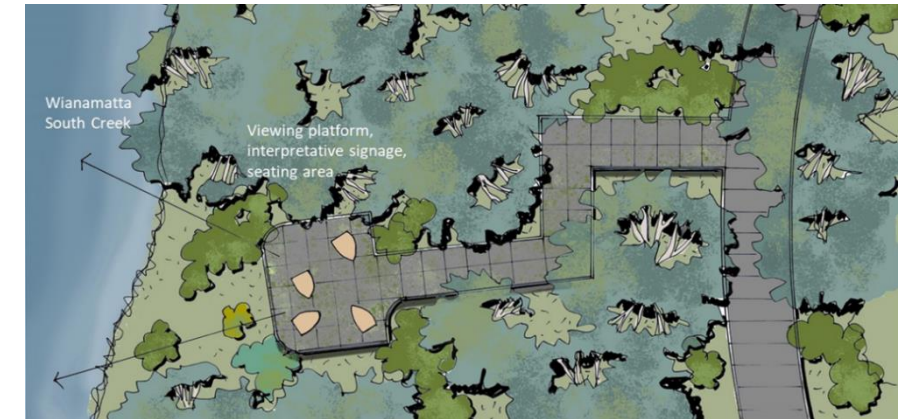 Wianamatta
South Creek
Viewing platform,
interpretative signage,
seating area